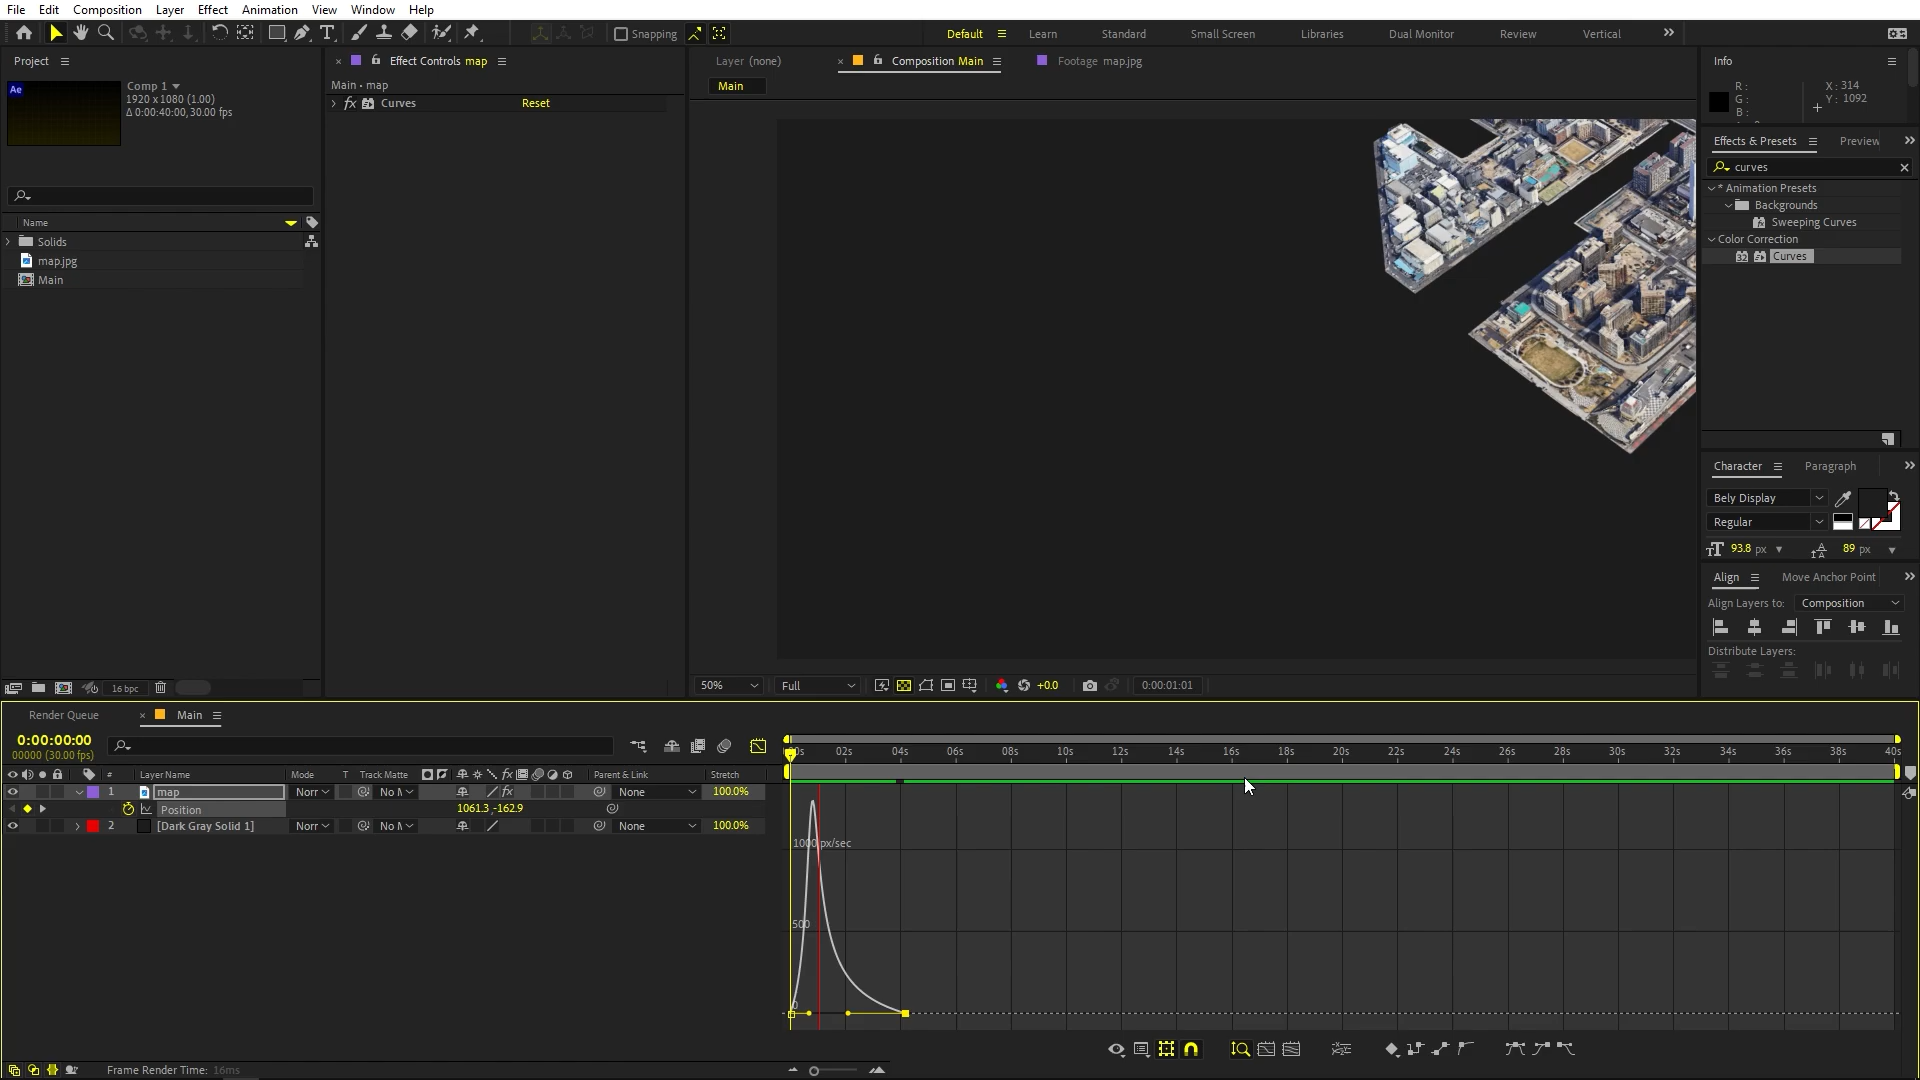 File Edit Composition Layer Effect Animation View Window Help
Snapping
Default Learn Standard Small Screen Libraries Dual Monitor Review Vertical
Project
Ae
Comp 1
1920 x 1080 (1.00)
Δ 0:00:40:00, 30.00 fps
Name
Solids
map.jpg
Main
16 bpc
Effect Controls map
Main • map
fx Curves Reset
Layer (none)
Composition Main
Footage map.jpg
Main
50% Full +0.0 0:00:01:01
Info
R :
G :
B :
X : 314
Y : 1092
Effects & Presets Preview
curves
* Animation Presets
Backgrounds
Sweeping Curves
Color Correction
32 Curves
Character Paragraph
Bely Display
Regular
93.8 px 89 px
Align Move Anchor Point
Align Layers to: Composition
Distribute Layers:
Render Queue Main
0:00:00:00
00000 (30.00 fps)
# Layer Name Mode T Track Matte Parent & Link Stretch
1 map None 100.0%
Position 1061.3 ,-162.9
2 [Dark Gray Solid 1] None 100.0%
02s 04s 06s 08s 10s 12s 14s 16s 18s 20s 22s 24s 26s 28s 30s 32s 34s 36s 38s 40s
1000 px/sec
500
0
Frame Render Time: 16ms